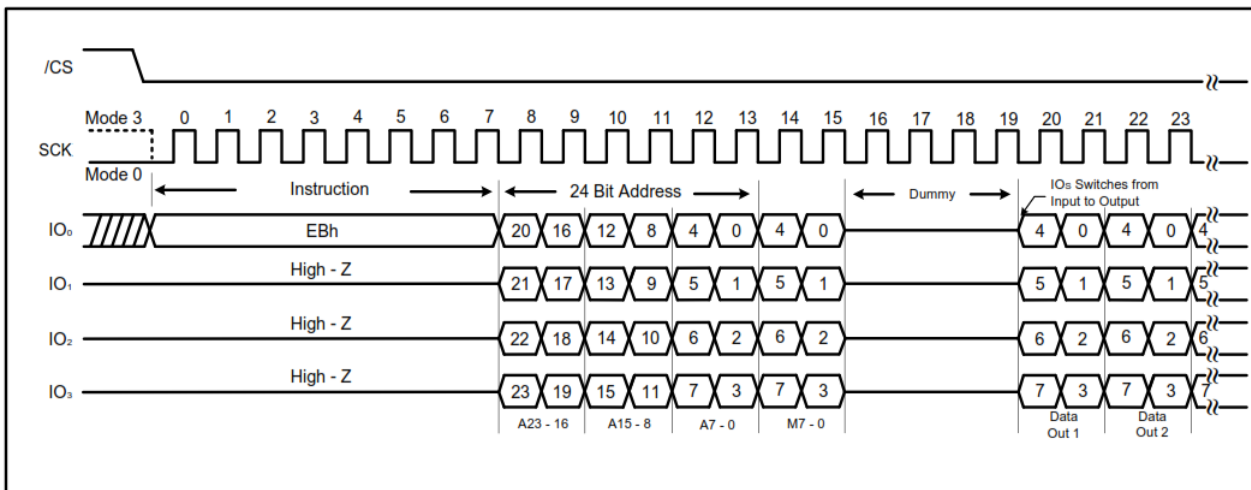 /CS
Mode 3 0 1 2 3 4 5 6 7 8 9 10 11 12 13 14 15 16 17 18 19 20 21 22 23
SCK
Mode 0
Instruction 24 Bit Address Dummy IOs Switches from
Input to Output
IO₀ EBh 20 16 12 8 4 0 4 0 4 0 4 0 4
High - Z
IO₁ 21 17 13 9 5 1 5 1 5 1 5 1 5
High - Z
IO₂ 22 18 14 10 6 2 6 2 6 2 6 2 6
High - Z
IO₃ 23 19 15 11 7 3 7 3 7 3 7 3 7
A23 - 16 A15 - 8 A7 - 0 M7 - 0 Data Data
Out 1 Out 2